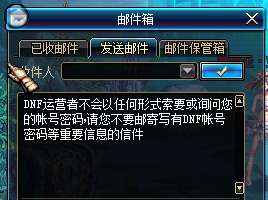 邮件箱
已收邮件 发送邮件 邮件保管箱
收件人
DNF运营者不会以任何形式索要或询问您
的帐号密码,请您不要邮寄写有DNF帐号
密码等重要信息的信件